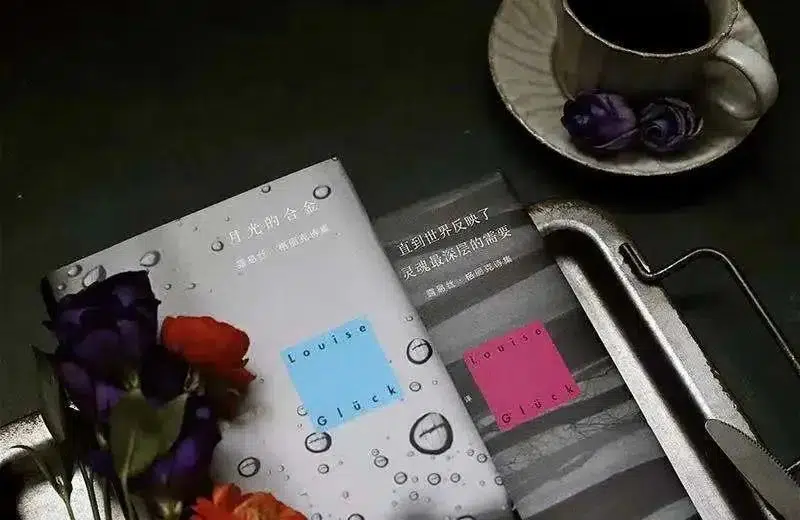 月光的合金
露易丝·格丽克诗集
Louise
Glück
直到世界反映了
灵魂最深层的需要
露易丝·格丽克诗集
Louise
Glück
译